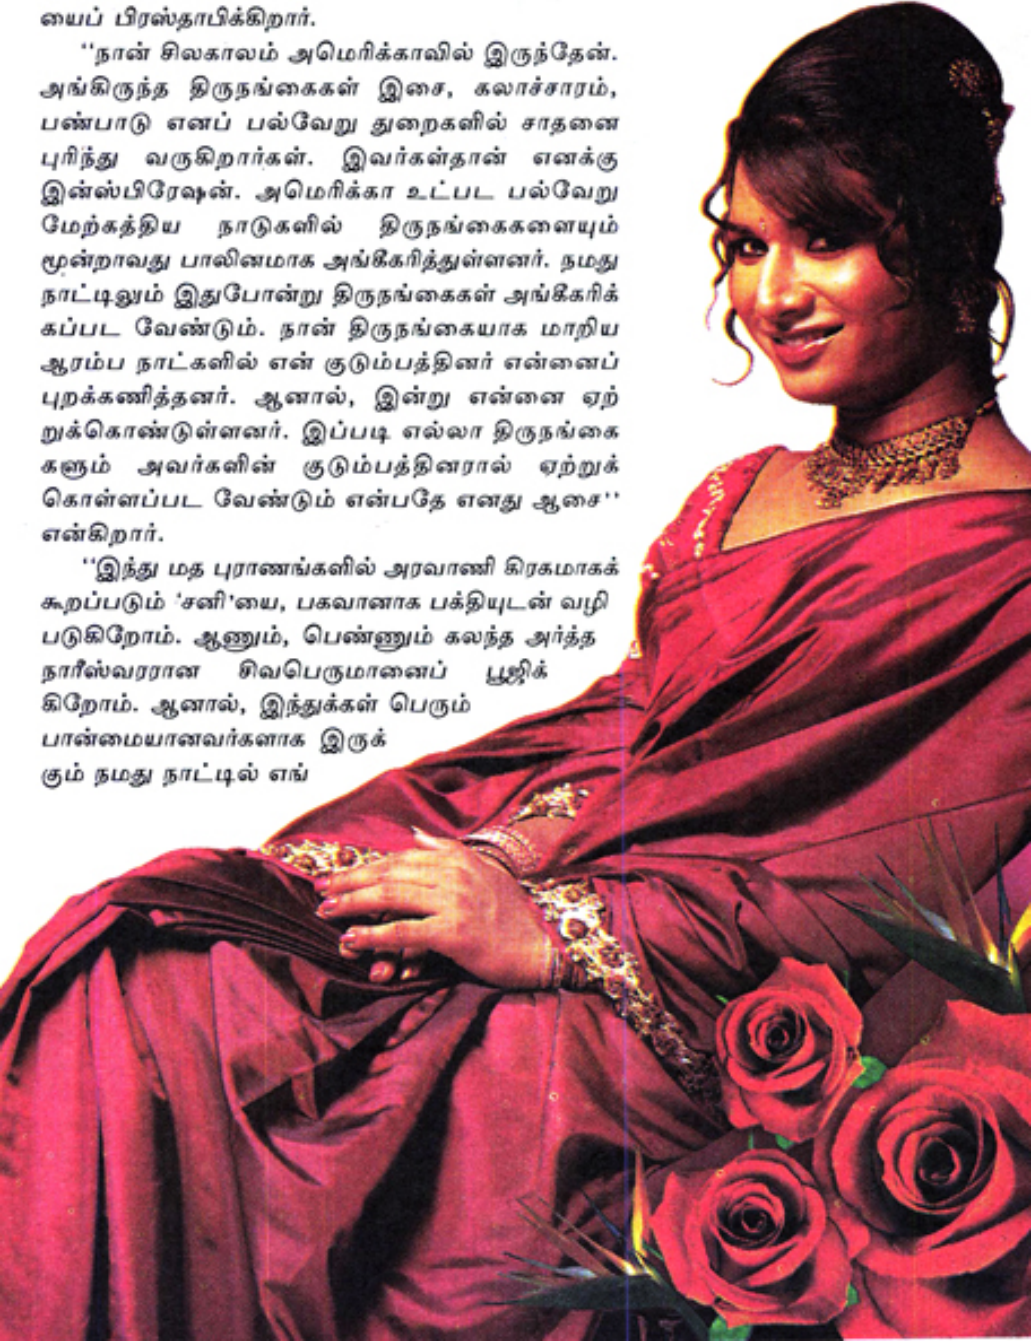 யைப் பிரஸ்தாபிக்கிறார்.
‘‘நான் சிலகாலம் அமெரிக்காவில் இருந்தேன்.
அங்கிருந்த திருநங்கைகள் இசை, கலாச்சாரம்,
பண்பாடு எனப் பல்வேறு துறைகளில் சாதனை
புரிந்து வருகிறார்கள். இவர்கள்தான் எனக்கு
இன்ஸ்பிரேஷன். அமெரிக்கா உட்பட பல்வேறு
மேற்கத்திய நாடுகளில் திருநங்கைகளையும்
மூன்றாவது பாலினமாக அங்கீகரித்துள்ளனர். நமது
நாட்டிலும் இதுபோன்று திருநங்கைகள் அங்கீகரிக்
கப்பட வேண்டும். நான் திருநங்கையாக மாறிய
ஆரம்ப நாட்களில் என் குடும்பத்தினர் என்னைப்
புறக்கணித்தனர். ஆனால், இன்று என்னை ஏற்
றுக்கொண்டுள்ளனர். இப்படி எல்லா திருநங்கை
களும் அவர்களின் குடும்பத்தினரால் ஏற்றுக்
கொள்ளப்பட வேண்டும் என்பதே எனது ஆசை’’
என்கிறார்.
‘‘இந்து மத புராணங்களில் அரவாணி கிரகமாகக்
கூறப்படும் ‘சனி’யை, பகவானாக பக்தியுடன் வழி
படுகிறோம். ஆணும், பெண்ணும் கலந்த அர்த்த
நாரீஸ்வரரான சிவபெருமானைப் பூஜிக்
கிறோம். ஆனால், இந்துக்கள் பெரும்
பான்மையானவர்களாக இருக்
கும் நமது நாட்டில் எங்